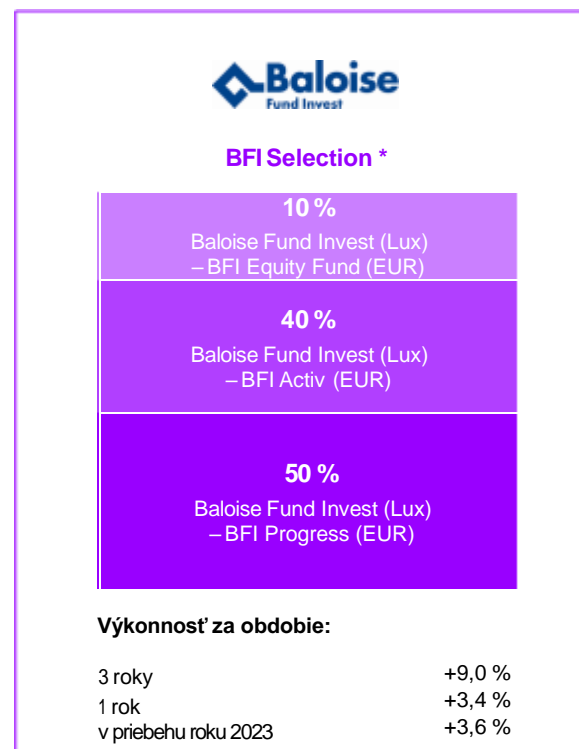 Baloise
Fund Invest
BFI Selection *
10 %
Baloise Fund Invest (Lux)
– BFI Equity Fund (EUR)
40 %
Baloise Fund Invest (Lux)
– BFI Activ (EUR)
50 %
Baloise Fund Invest (Lux)
– BFI Progress (EUR)
Výkonnosť za obdobie:
3 roky +9,0 %
1 rok +3,4 %
v priebehu roku 2023 +3,6 %